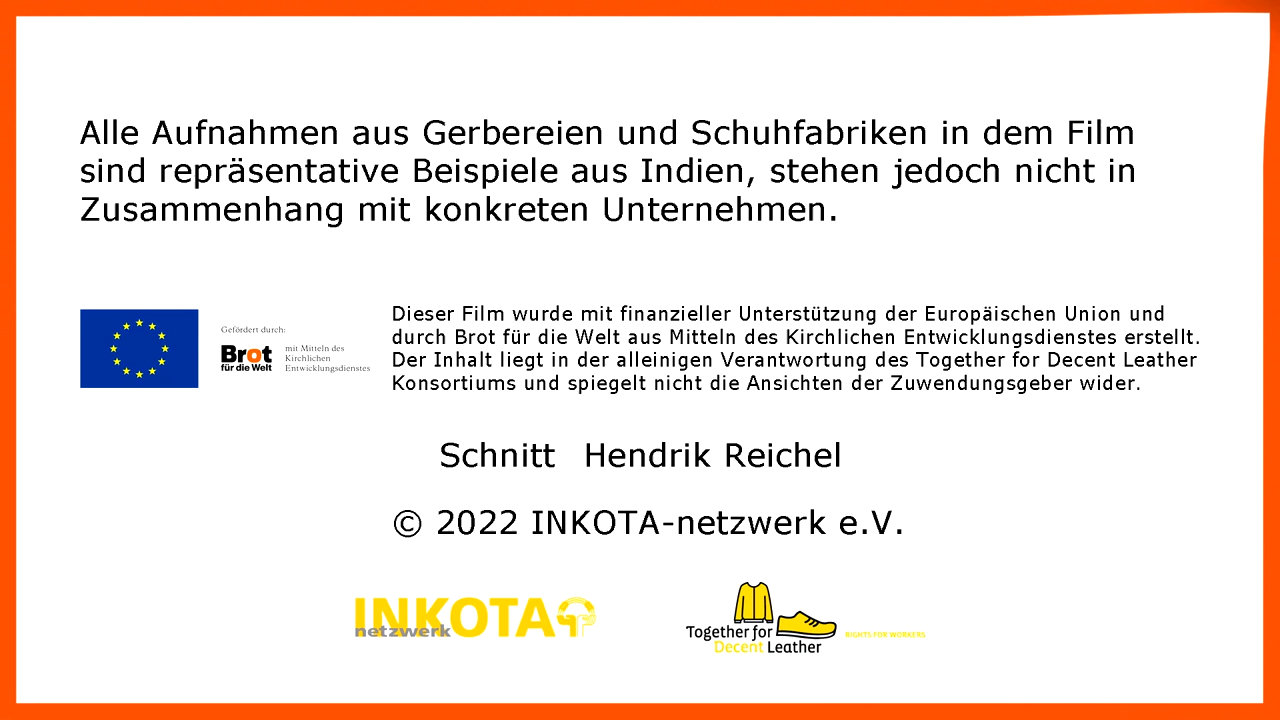 Alle Aufnahmen aus Gerbereien und Schuhfabriken in dem Film
sind repräsentative Beispiele aus Indien, stehen jedoch nicht in
Zusammenhang mit konkreten Unternehmen.
Gefördert durch:
Brot
für die Welt
mit Mitteln des
Kirchlichen
Entwicklungsdienstes
Dieser Film wurde mit finanzieller Unterstützung der Europäischen Union und
durch Brot für die Welt aus Mitteln des Kirchlichen Entwicklungsdienstes erstellt.
Der Inhalt liegt in der alleinigen Verantwortung des Together for Decent Leather
Konsortiums und spiegelt nicht die Ansichten der Zuwendungsgeber wider.
Schnitt Hendrik Reichel
© 2022 INKOTA-netzwerk e.V.
INKOTA
netzwerk
Together for
Decent Leather
RIGHTS FOR WORKERS